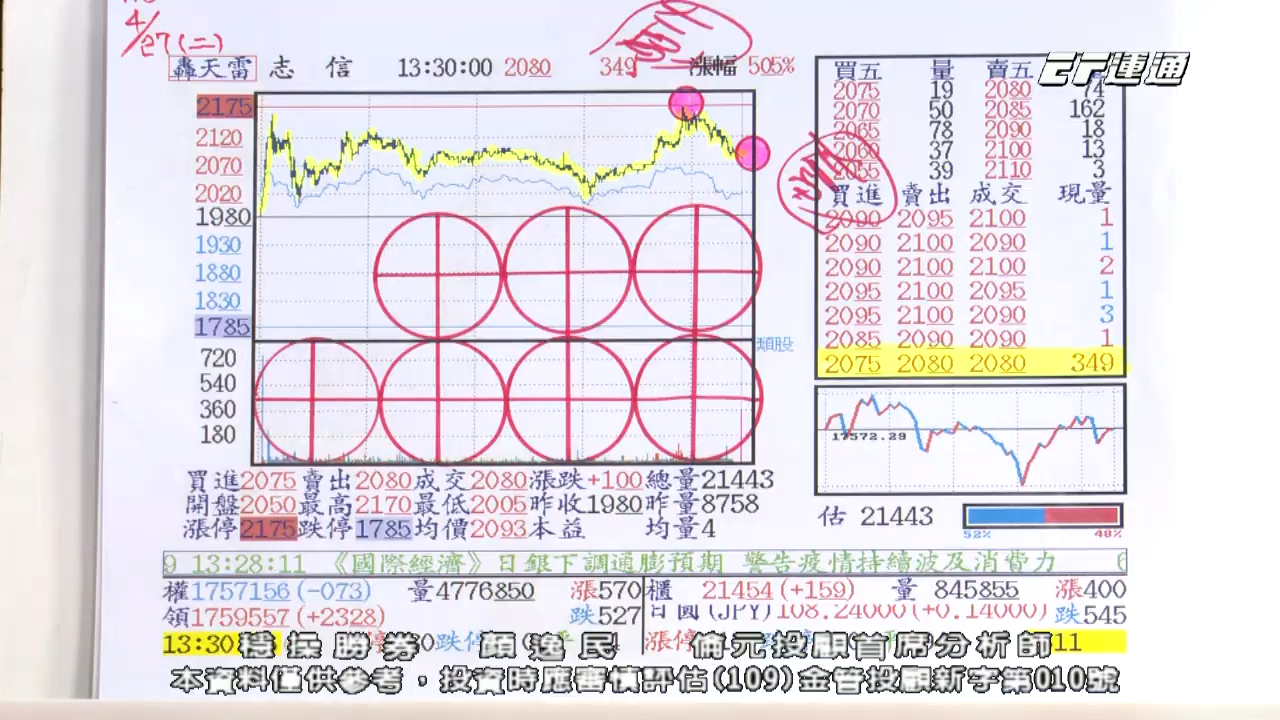 4/27(二)
轟天雷 志 信 13:30:00 2080 349 漲幅 505%
運通
買五 量 賣五
2075 19 2080 74
2070 50 2085 162
2065 78 2090 18
2060 37 2100 13
2055 39 2110 3
買進 賣出 成交 現量
2090 2095 2100 1
2090 2100 2090 1
2090 2100 2100 2
2095 2100 2095 1
2095 2100 2090 3
2085 2090 2090 1
2075 2080 2080 349
2175
2120
2070
2020
1980
1930
1880
1830
1785
類股
720
540
360
180
17572.29
買進2075 賣出2080 成交2080 漲跌+100 總量21443
開盤2050 最高2170 最低2005 昨收1980 昨量8758
漲停2175 跌停1785 均價2093 本益 均量4
估 21443
52% 48%
9 13:28:11 《國際經濟》日銀下調通膨預期 警告疫情持續波及消費力
權1757156 (-073) 量4776850 漲570 櫃 21454 (+159) 量 845855 漲400
領1759557 (+2328) 跌527 日圓(JPY)108.24000(+0.14000) 跌545
13:30
穩操勝券 顏逸民 倫元投顧首席分析師
本資料僅供參考，投資時應審慎評估(109)金管投顧新字第010號